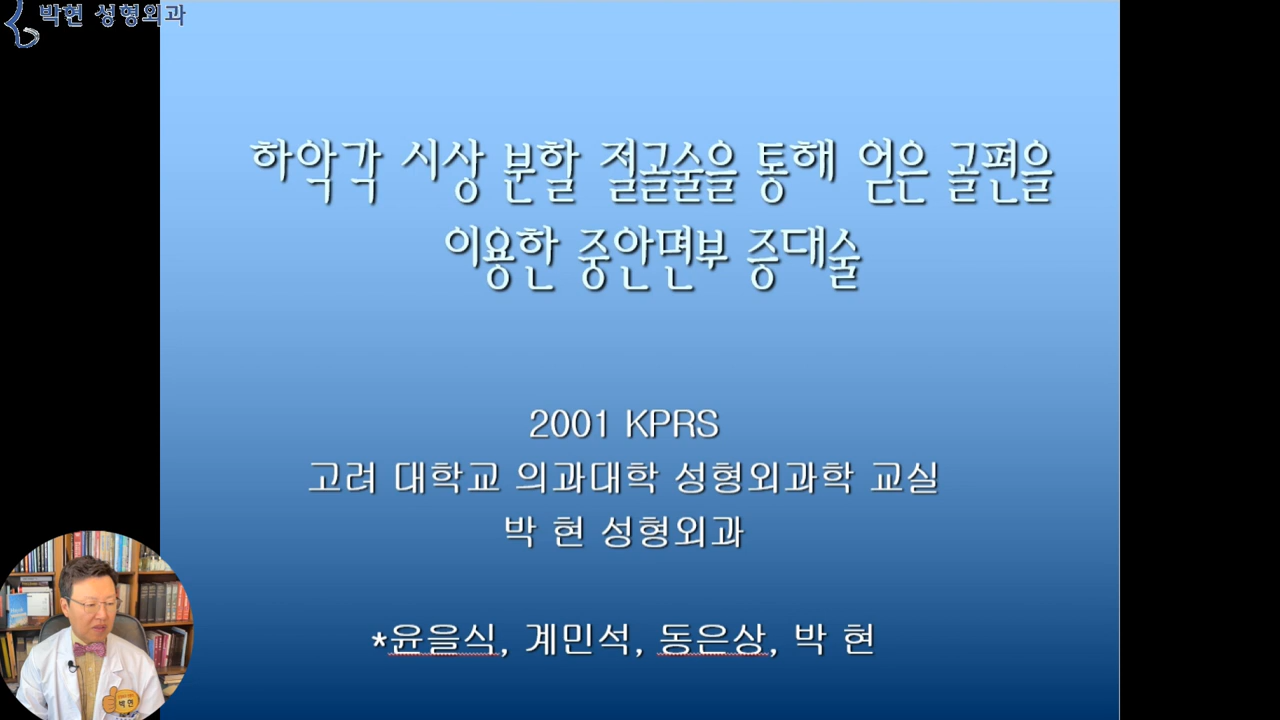 박현 성형외과
하악각 시상 분할 절골술을 통해 얻은 골편을
이용한 중안면부 증대술
2001 KPRS
고려 대학교 의과대학 성형외과학 교실
박 현 성형외과
*윤을식, 계민석, 동은상, 박 현
박현